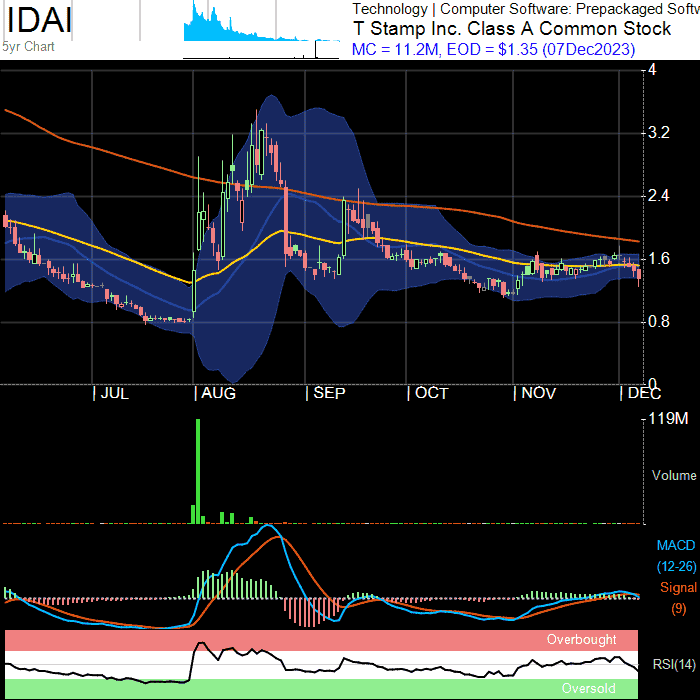 IDAI
5yr Chart
Technology | Computer Software: Prepackaged Softw
T Stamp Inc. Class A Common Stock
MC = 11.2M, EOD = $1.35 (07Dec2023)
4
3.2
2.4
1.6
0.8
0
| JUL | AUG | SEP | OCT | NOV | DEC
119M
Volume
MACD
(12-26)
Signal
(9)
Overbought
RSI(14)
Oversold